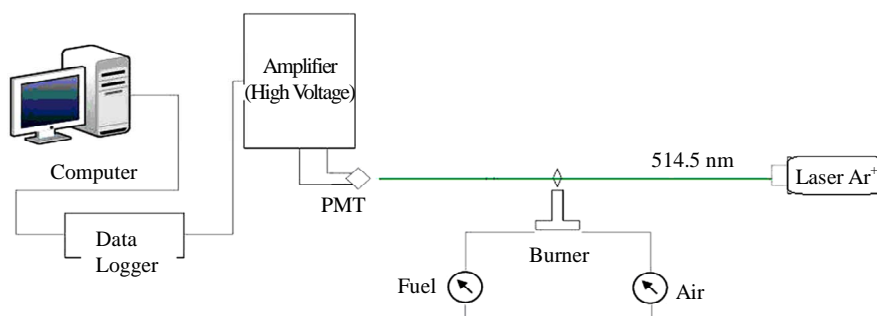 Amplifier
(High Voltage)
Computer
514.5 nm
Laser Ar⁺
PMT
Data
Logger
Burner
Fuel
Air